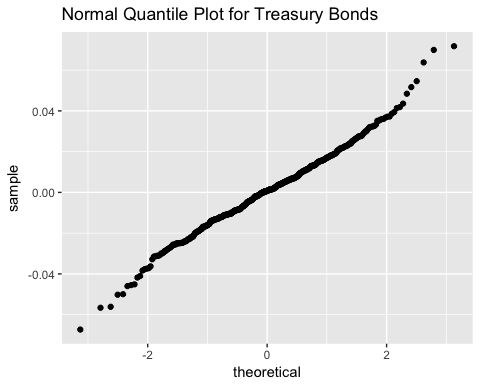 Normal Quantile Plot for Treasury Bonds
sample
0.04
0.00
-0.04
-2
0
2
theoretical